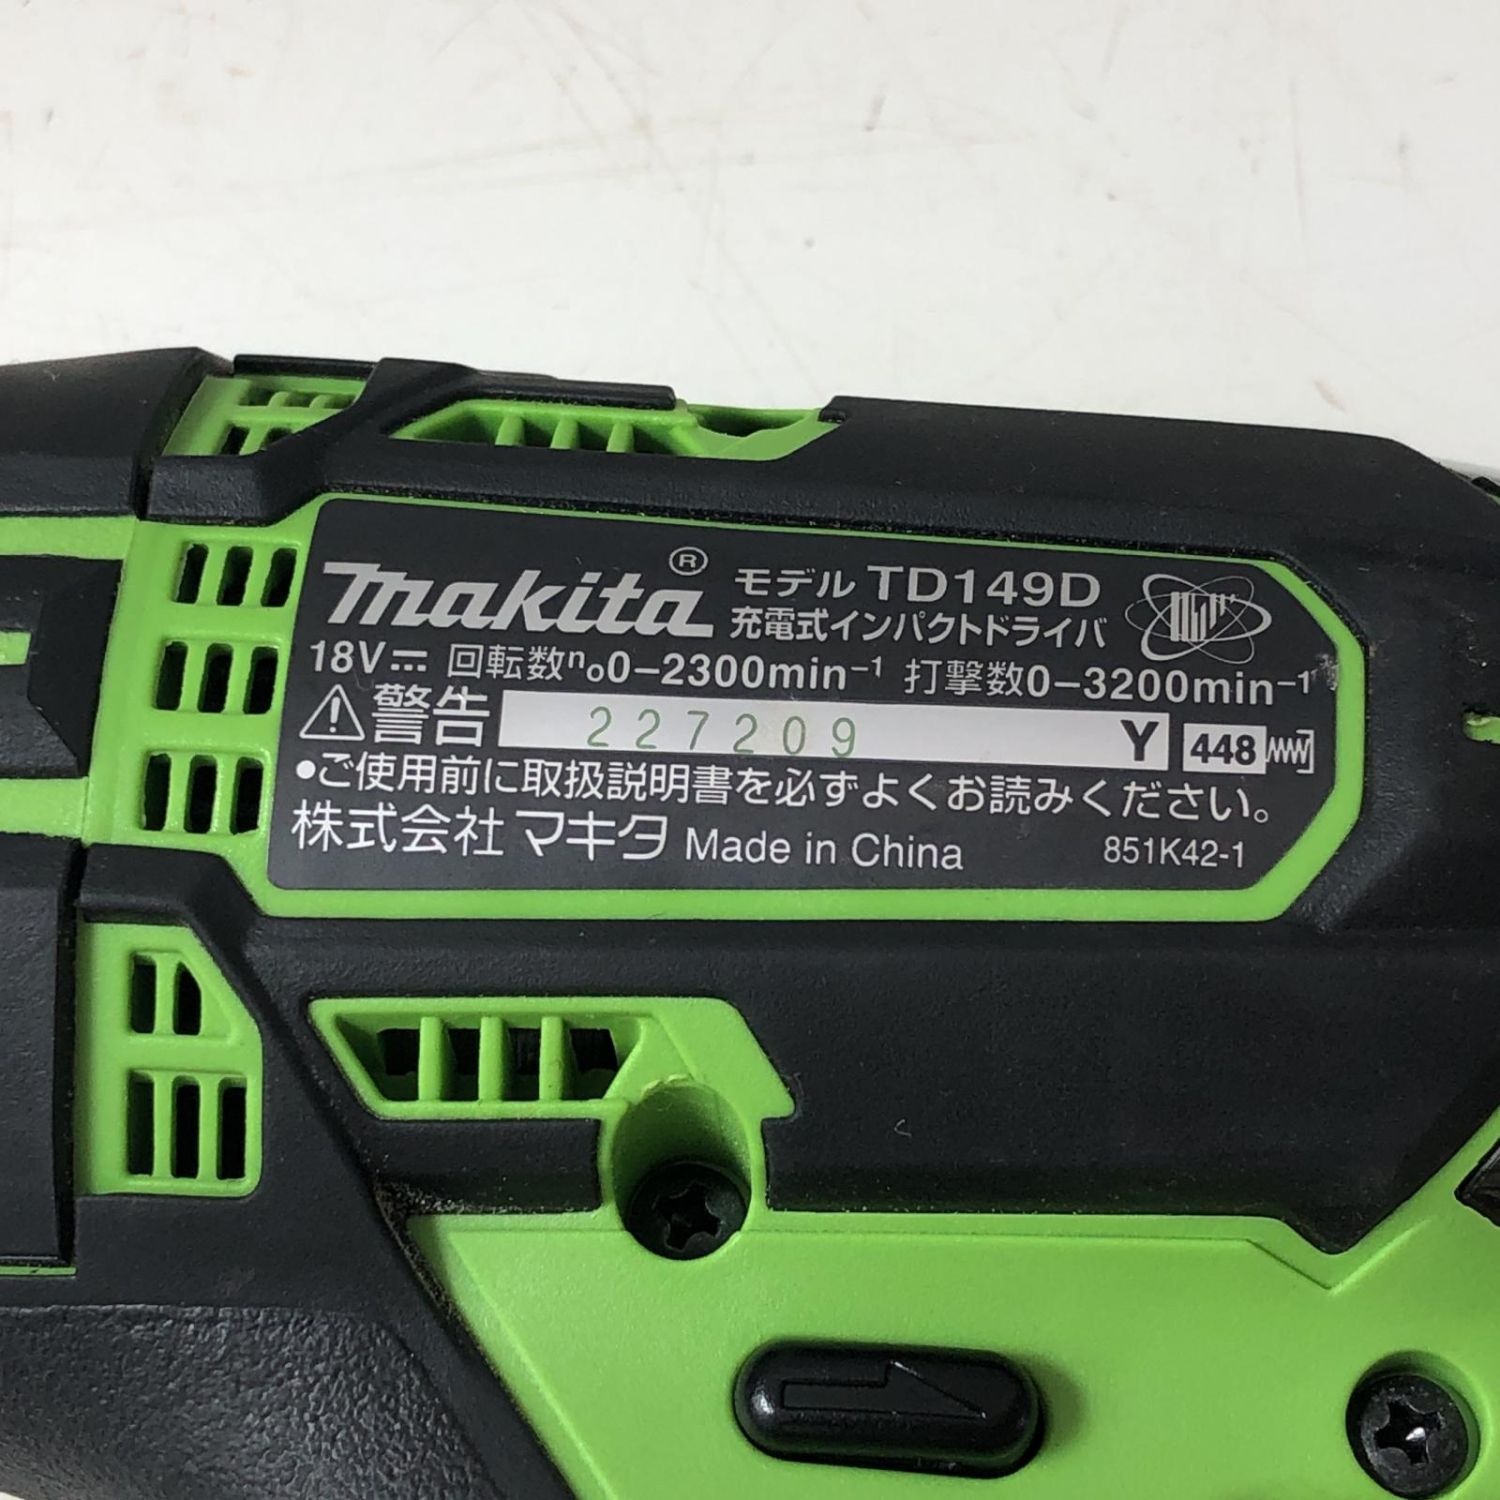 makita® モデル TD149D
充電式インパクトドライバ
18V⎓ 回転数n₀0-2300min⁻¹ 打撃数0-3200min⁻¹
⚠警告 227209 Y 448
●ご使用前に取扱説明書を必ずよくお読みください。
株式会社マキタ Made in China 851K42-1